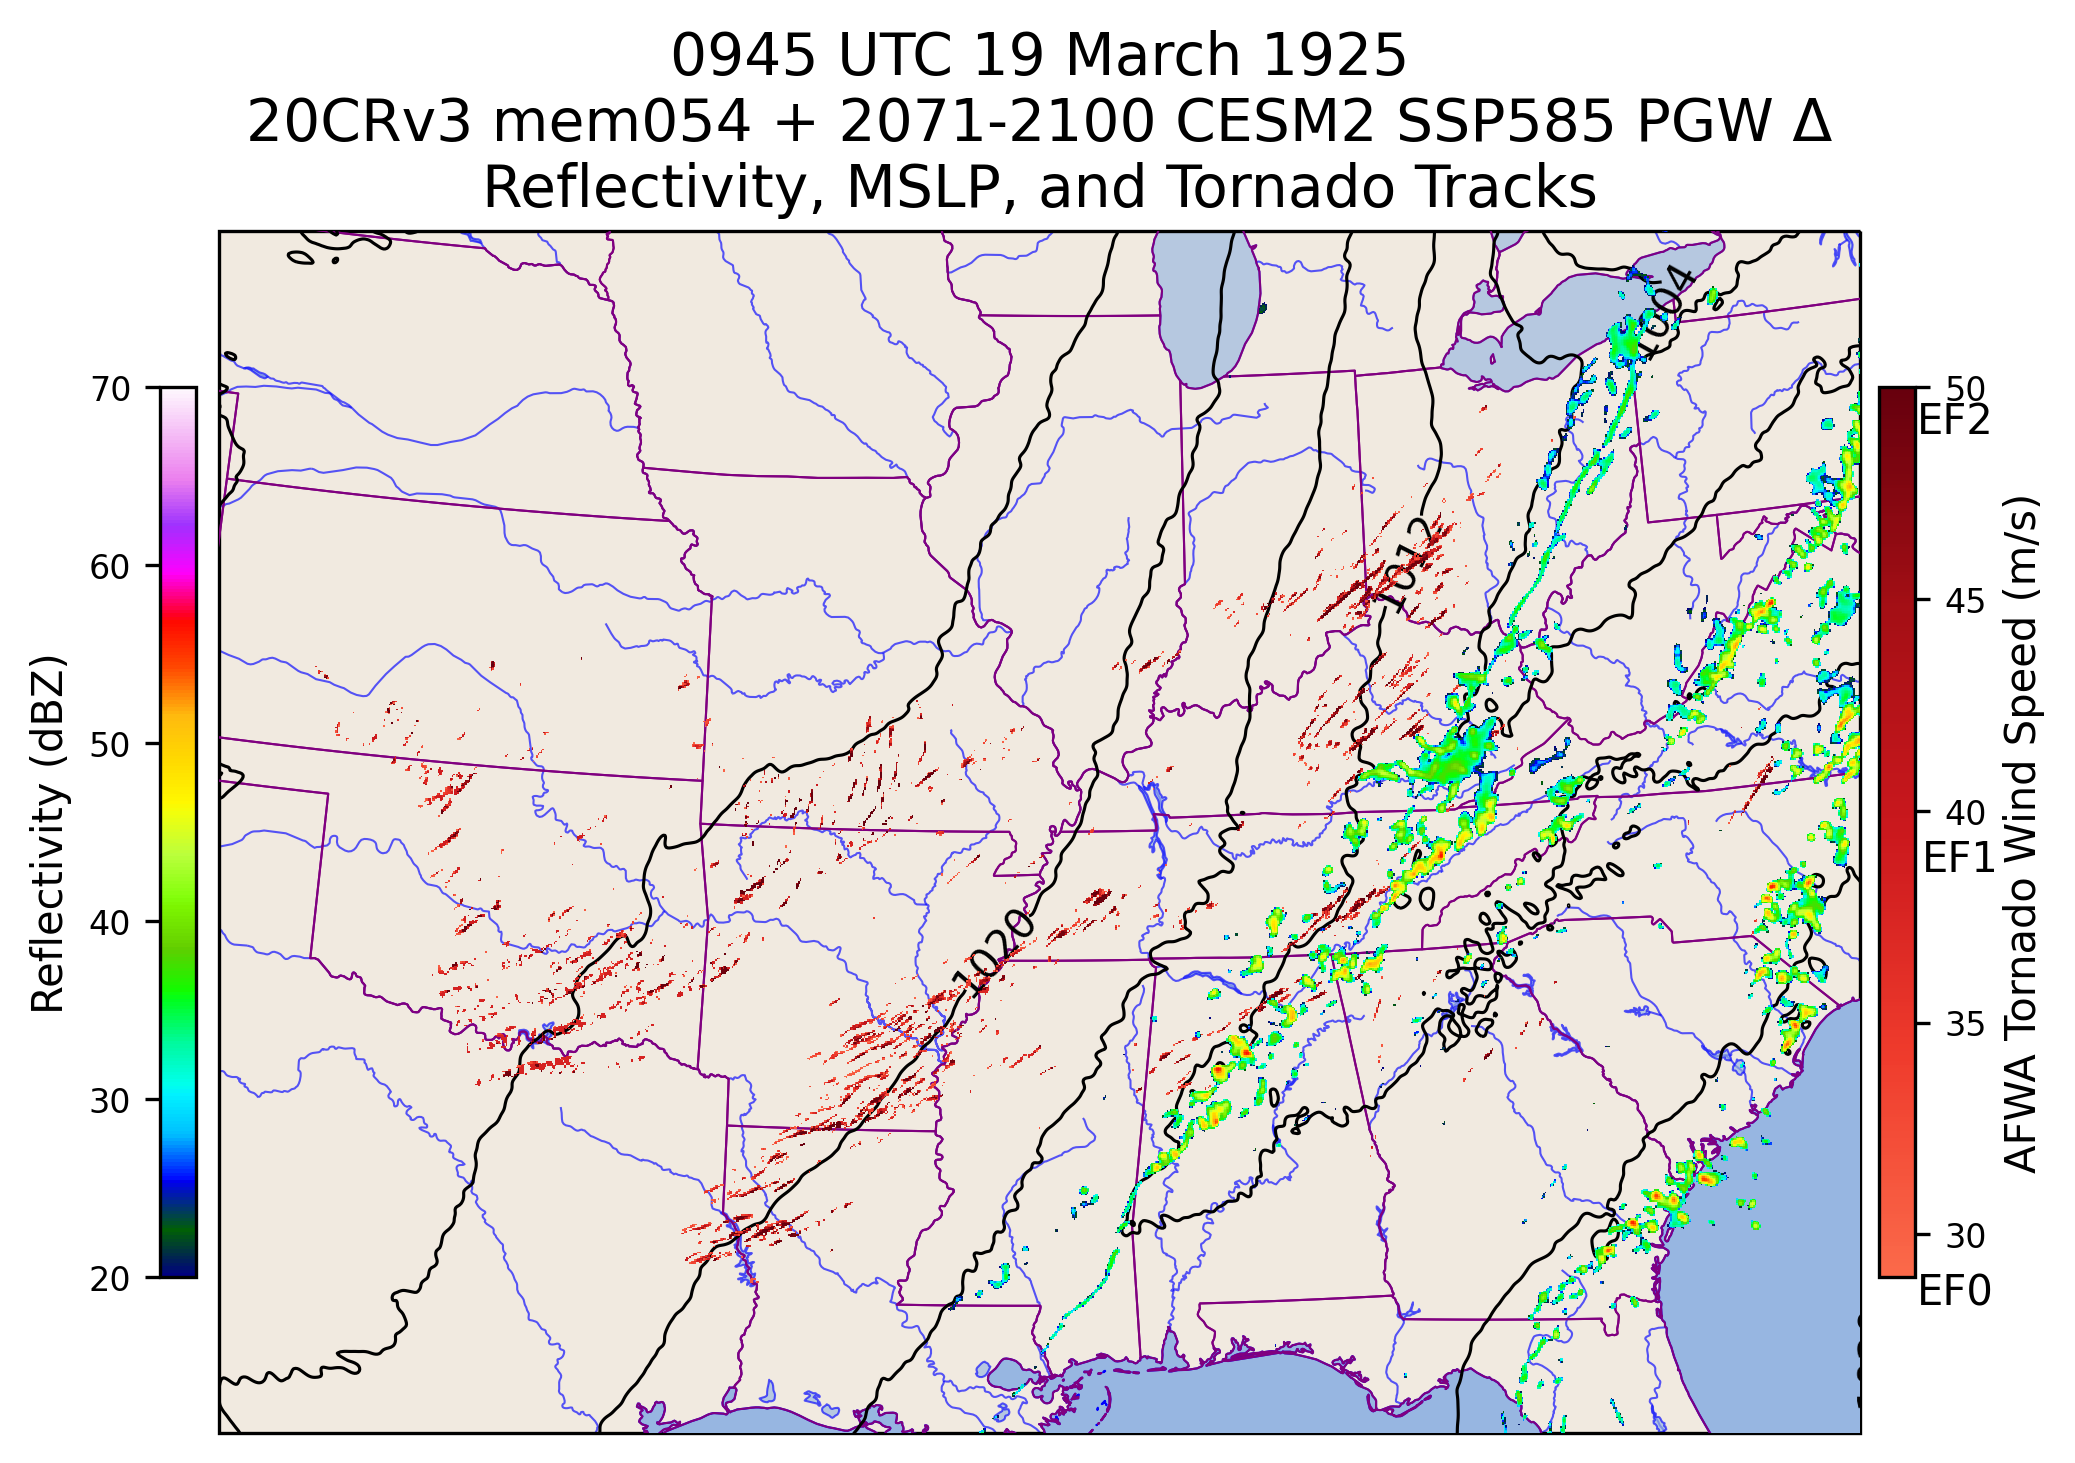 0945 UTC 19 March 1925
20CRv3 mem054 + 2071-2100 CESM2 SSP585 PGW Δ
Reflectivity, MSLP, and Tornado Tracks
70
60
50
40
30
20
Reflectivity (dBZ)
1004
1012
1020
50
EF2
45
40
EF1
35
30
EF0
AFWA Tornado Wind Speed (m/s)